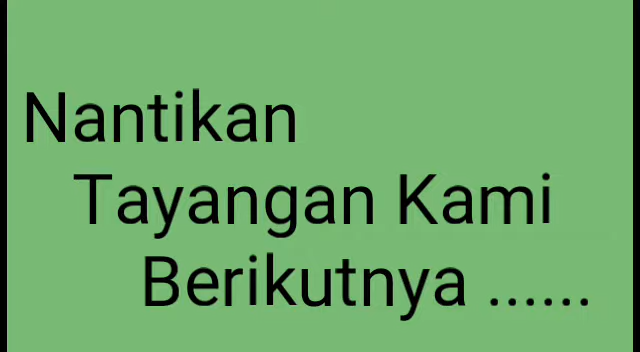 Nantikan
Tayangan Kami
Berikutnya ......